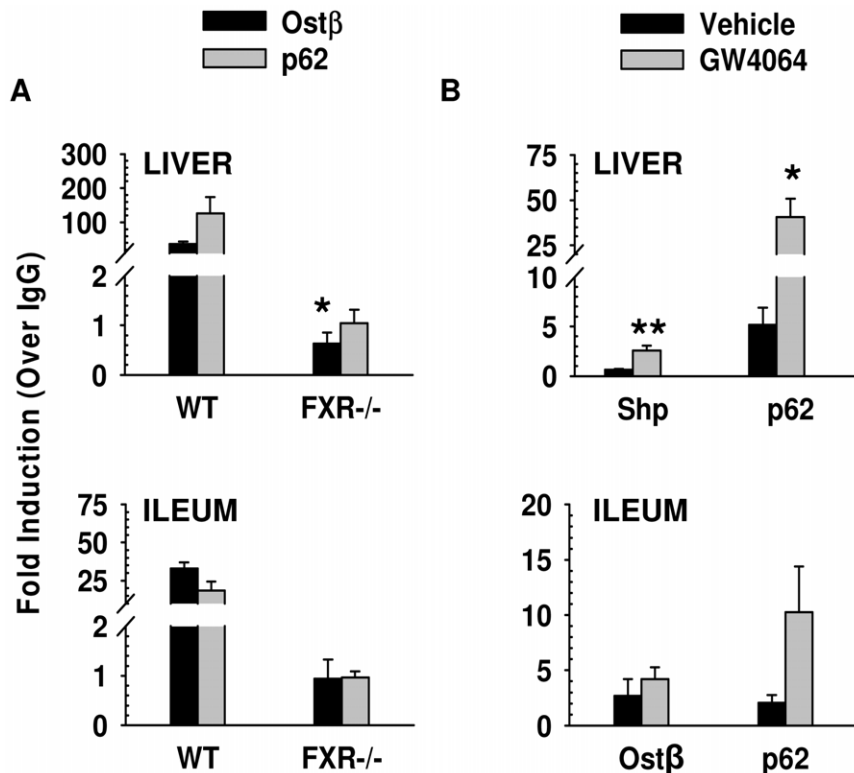 Ostβ
p62
A
Vehicle
GW4064
B
Fold Induction (Over IgG)
LIVER
300
200
100
2
1
0
*
WT
FXR-/-
LIVER
75
50
25
10
5
0
**
*
Shp
p62
ILEUM
75
50
25
2
1
0
WT
FXR-/-
ILEUM
20
15
10
5
0
Ostβ
p62